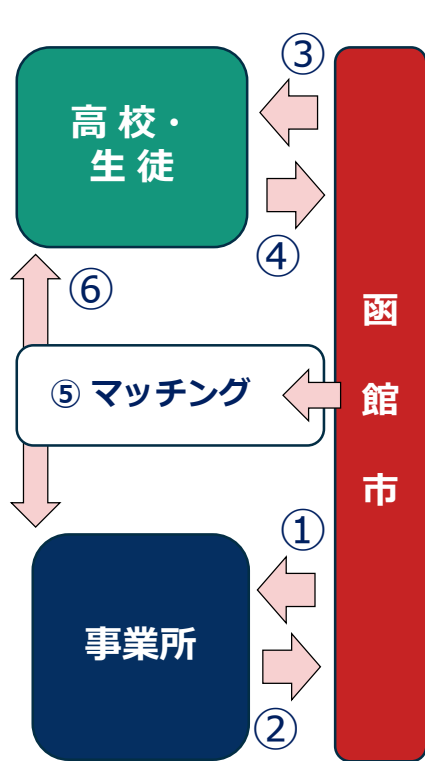 ③
高校・
生徒
④
⑥
函
館
市
⑤ マッチング
①
事業所
②